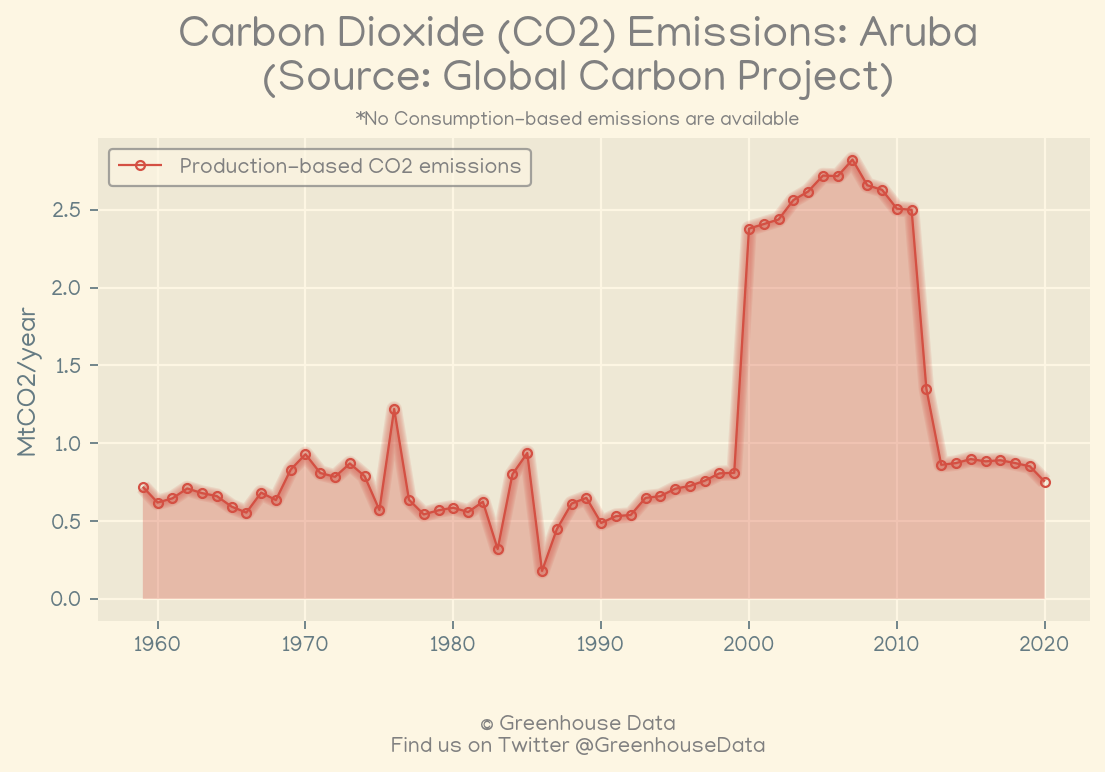 Carbon Dioxide (CO2) Emissions: Aruba
(Source: Global Carbon Project)
*No Consumption-based emissions are available
Production-based CO2 emissions
MtCO2/year
2.5
2.0
1.5
1.0
0.5
0.0
1960 1970 1980 1990 2000 2010 2020
© Greenhouse Data
Find us on Twitter @GreenhouseData